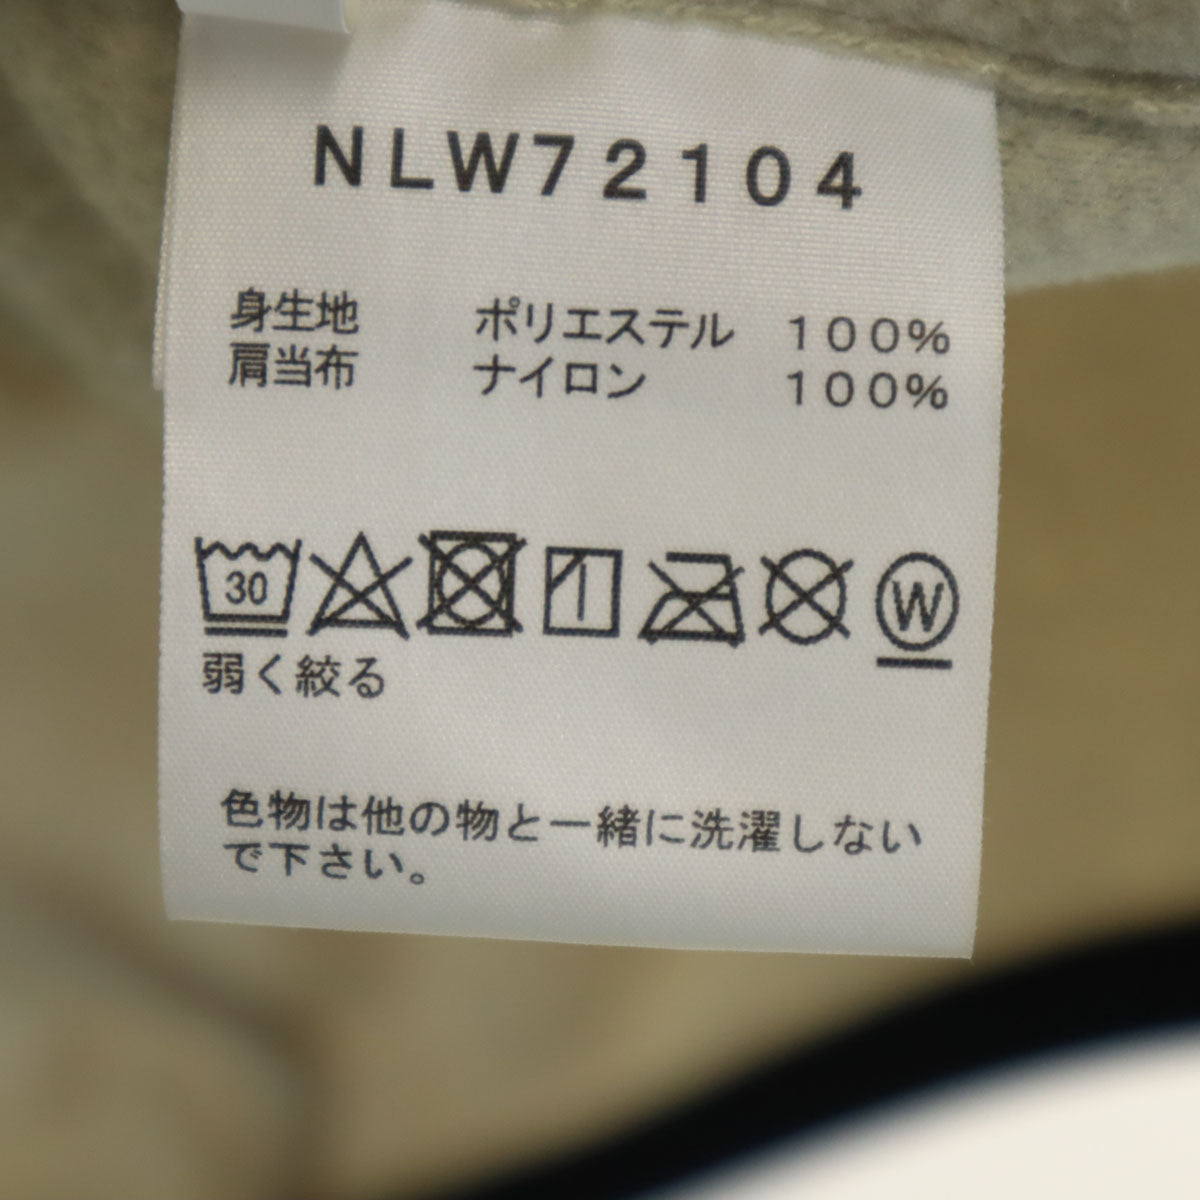 NLW72104
身生地 ポリエステル 100%
肩当布 ナイロン 100%
30 W
弱く絞る
色物は他の物と一緒に洗濯しない
で下さい。